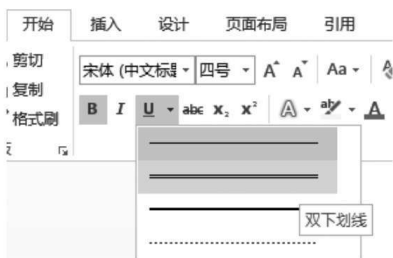 开始 插入 设计 页面布局 引用
剪切 宋体 (中文标题 四号 A A Aa
复制
格式刷 B I U abc X₂ X² A aby A
双下划线